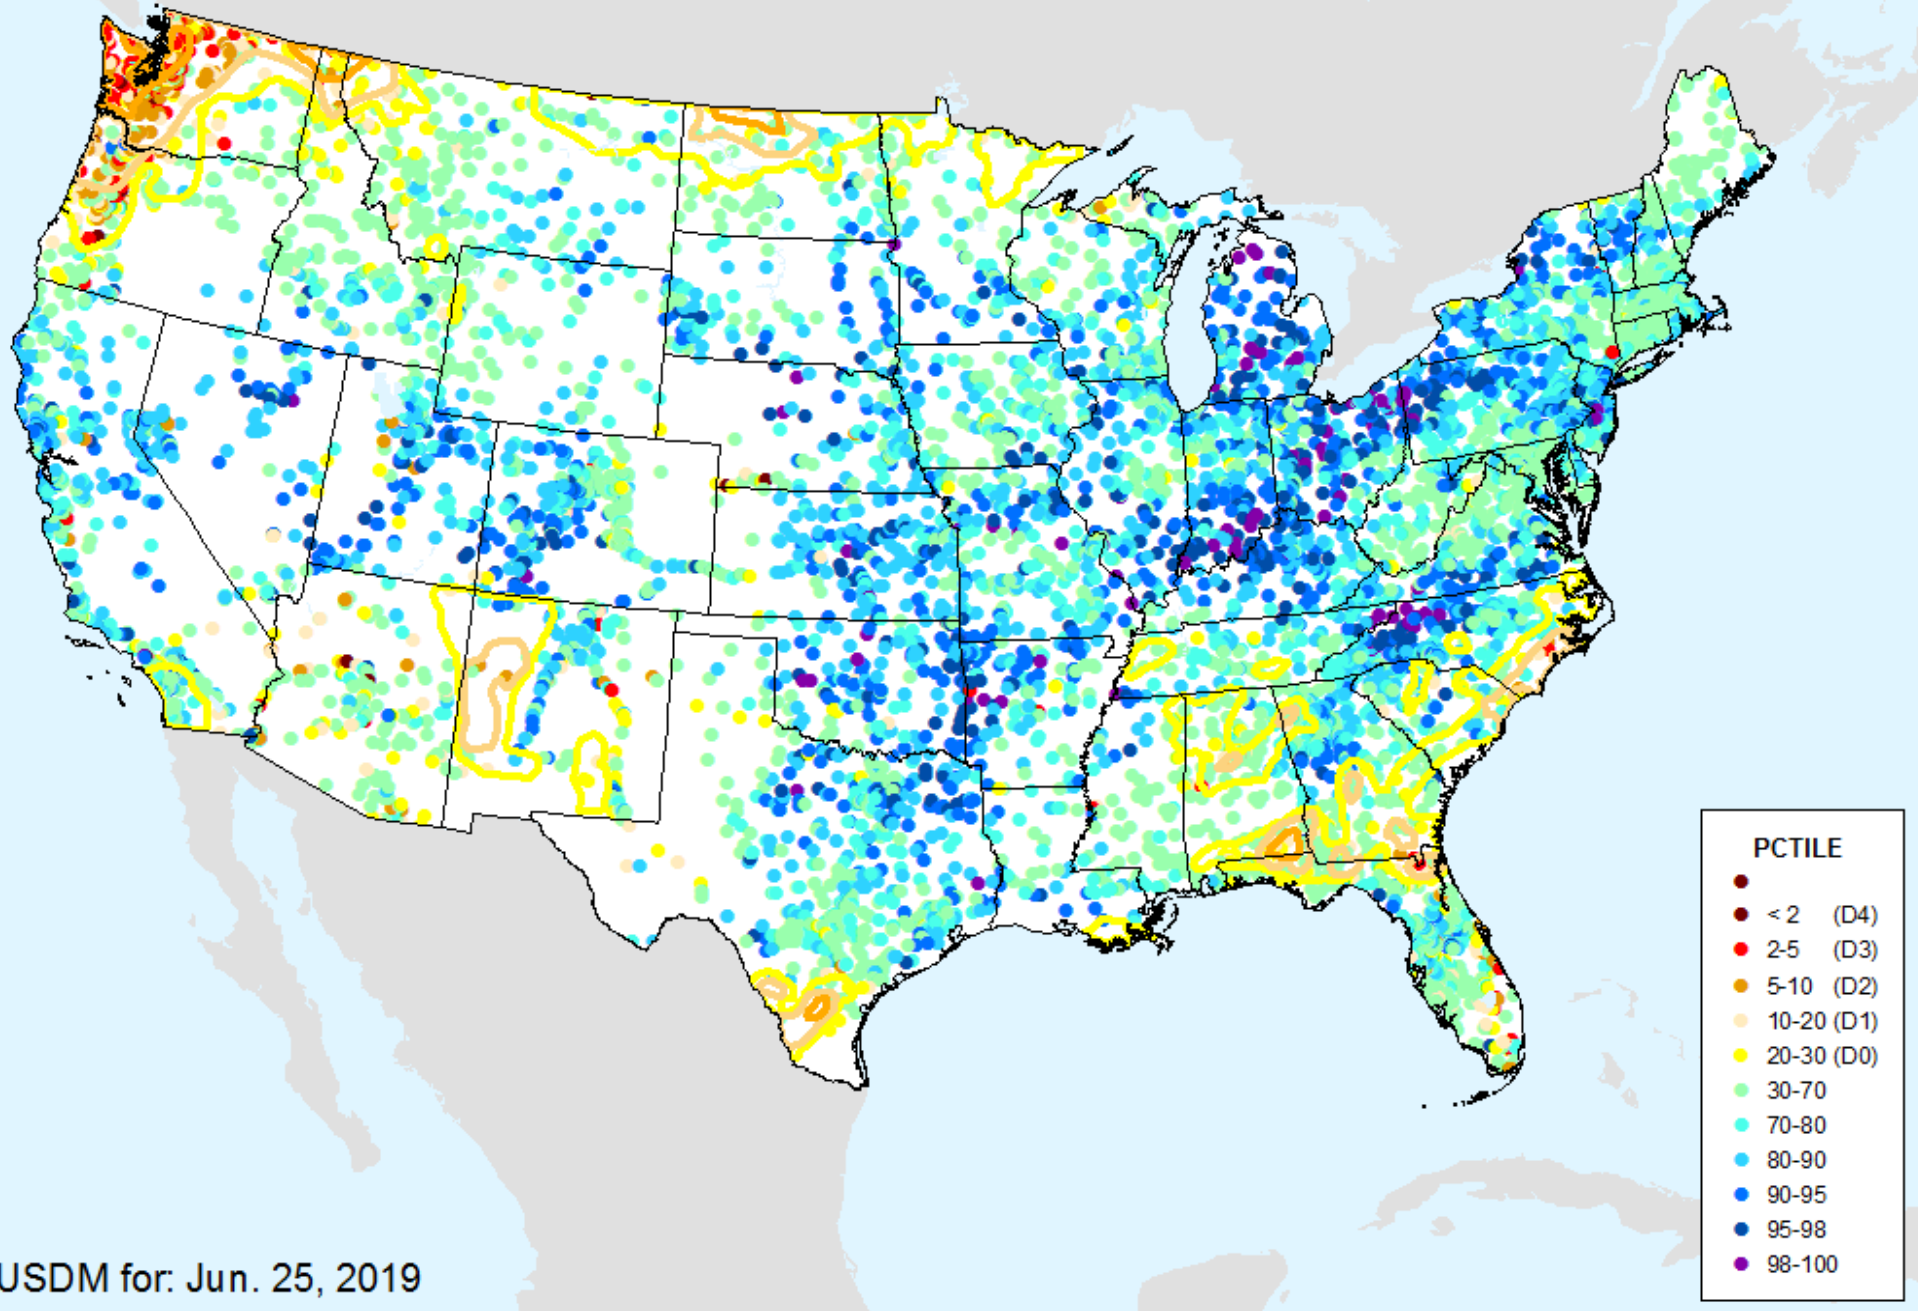 PCTILE
< 2 (D4)
2-5 (D3)
5-10 (D2)
10-20 (D1)
20-30 (D0)
30-70
70-80
80-90
90-95
95-98
98-100
USDM for: Jun. 25, 2019